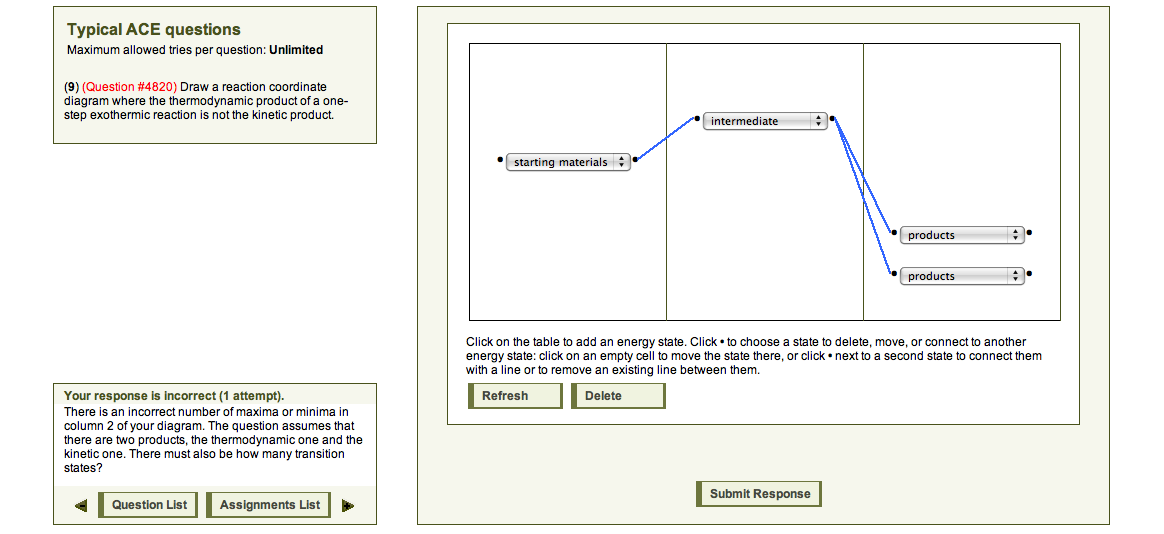 Typical ACE questions
Maximum allowed tries per question: Unlimited
(9) (Question #4820) Draw a reaction coordinate
diagram where the thermodynamic product of a one-
step exothermic reaction is not the kinetic product.
Your response is incorrect (1 attempt).
There is an incorrect number of maxima or minima in
column 2 of your diagram. The question assumes that
there are two products, the thermodynamic one and the
kinetic one. There must also be how many transition
states?
Question List
Assignments List
intermediate
starting materials
products
products
Click on the table to add an energy state. Click • to choose a state to delete, move, or connect to another
energy state: click on an empty cell to move the state there, or click • next to a second state to connect them
with a line or to remove an existing line between them.
Refresh
Delete
Submit Response